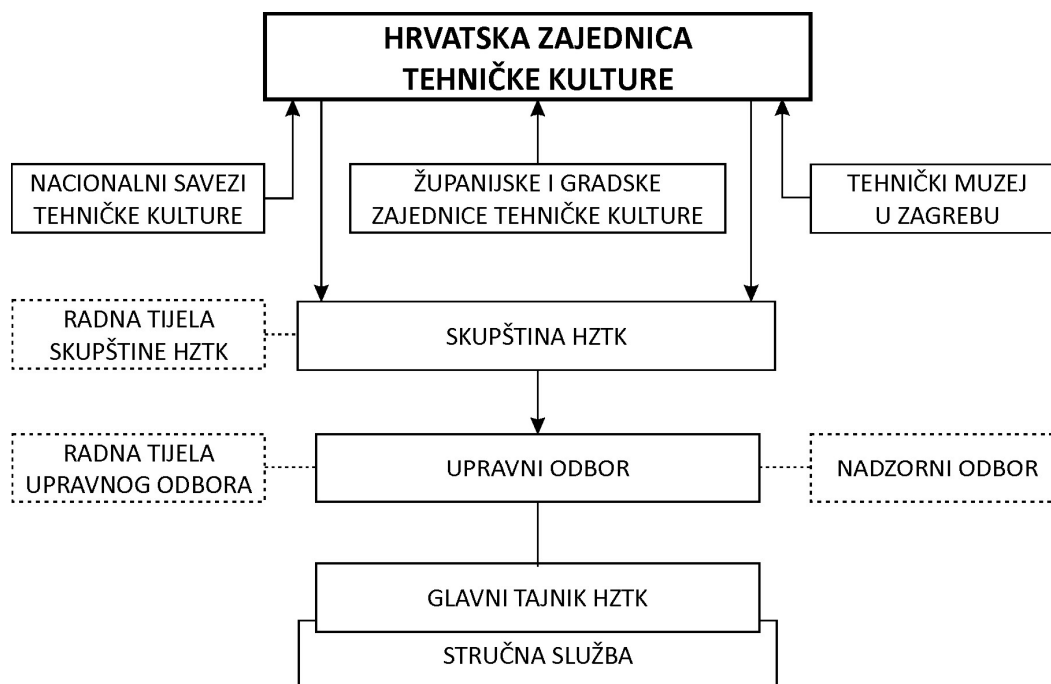 HRVATSKA ZAJEDNICA
TEHNIČKE KULTURE
NACIONALNI SAVEZI
TEHNIČKE KULTURE
ŽUPANIJSKE I GRADSKE
ZAJEDNICE TEHNIČKE KULTURE
TEHNIČKI MUZEJ
U ZAGREBU
RADNA TIJELA
SKUPŠTINE HZTK
SKUPŠTINA HZTK
RADNA TIJELA
UPRAVNOG ODBORA
UPRAVNI ODBOR
NADZORNI ODBOR
GLAVNI TAJNIK HZTK
STRUČNA SLUŽBA